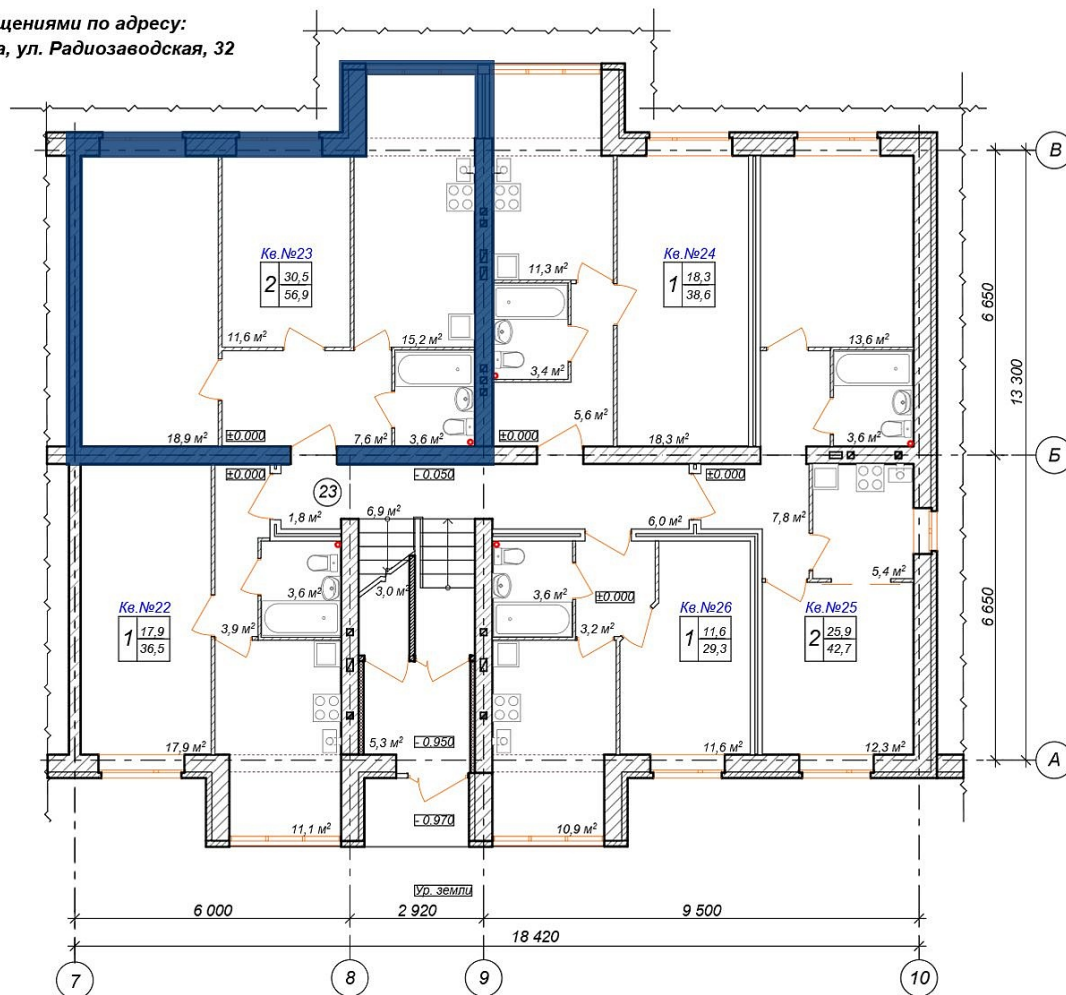 щениями по адресу:
а, ул. Радиозаводская, 32
В
Кв.№23
2 30,5
56,9
Кв.№24
1 18,3
38,6
11,3 м²
6 650
11,6 м²
15,2 м²
13,6 м²
3,4 м²
13 300
5,6 м²
18,9 м²
±0.000
7,6 м²
3,6 м²
±0.000
18,3 м²
3,6 м²
Б
±0.000
23
- 0.050
±0.000
1,8 м²
6,9 м²
6,0 м²
7,8 м²
5,4 м²
3,6 м²
3,0 м²
3,6 м²
±0.000
Кв.№22
1 17,9
36,5
3,9 м²
3,2 м²
Кв.№26
1 11,6
29,3
Кв.№25
2 25,9
42,7
6 650
17,9 м²
5,3 м²
- 0.950
11,6 м²
12,3 м²
А
11,1 м²
- 0.970
10,9 м²
Ур. земли
6 000
2 920
9 500
18 420
7
8
9
10